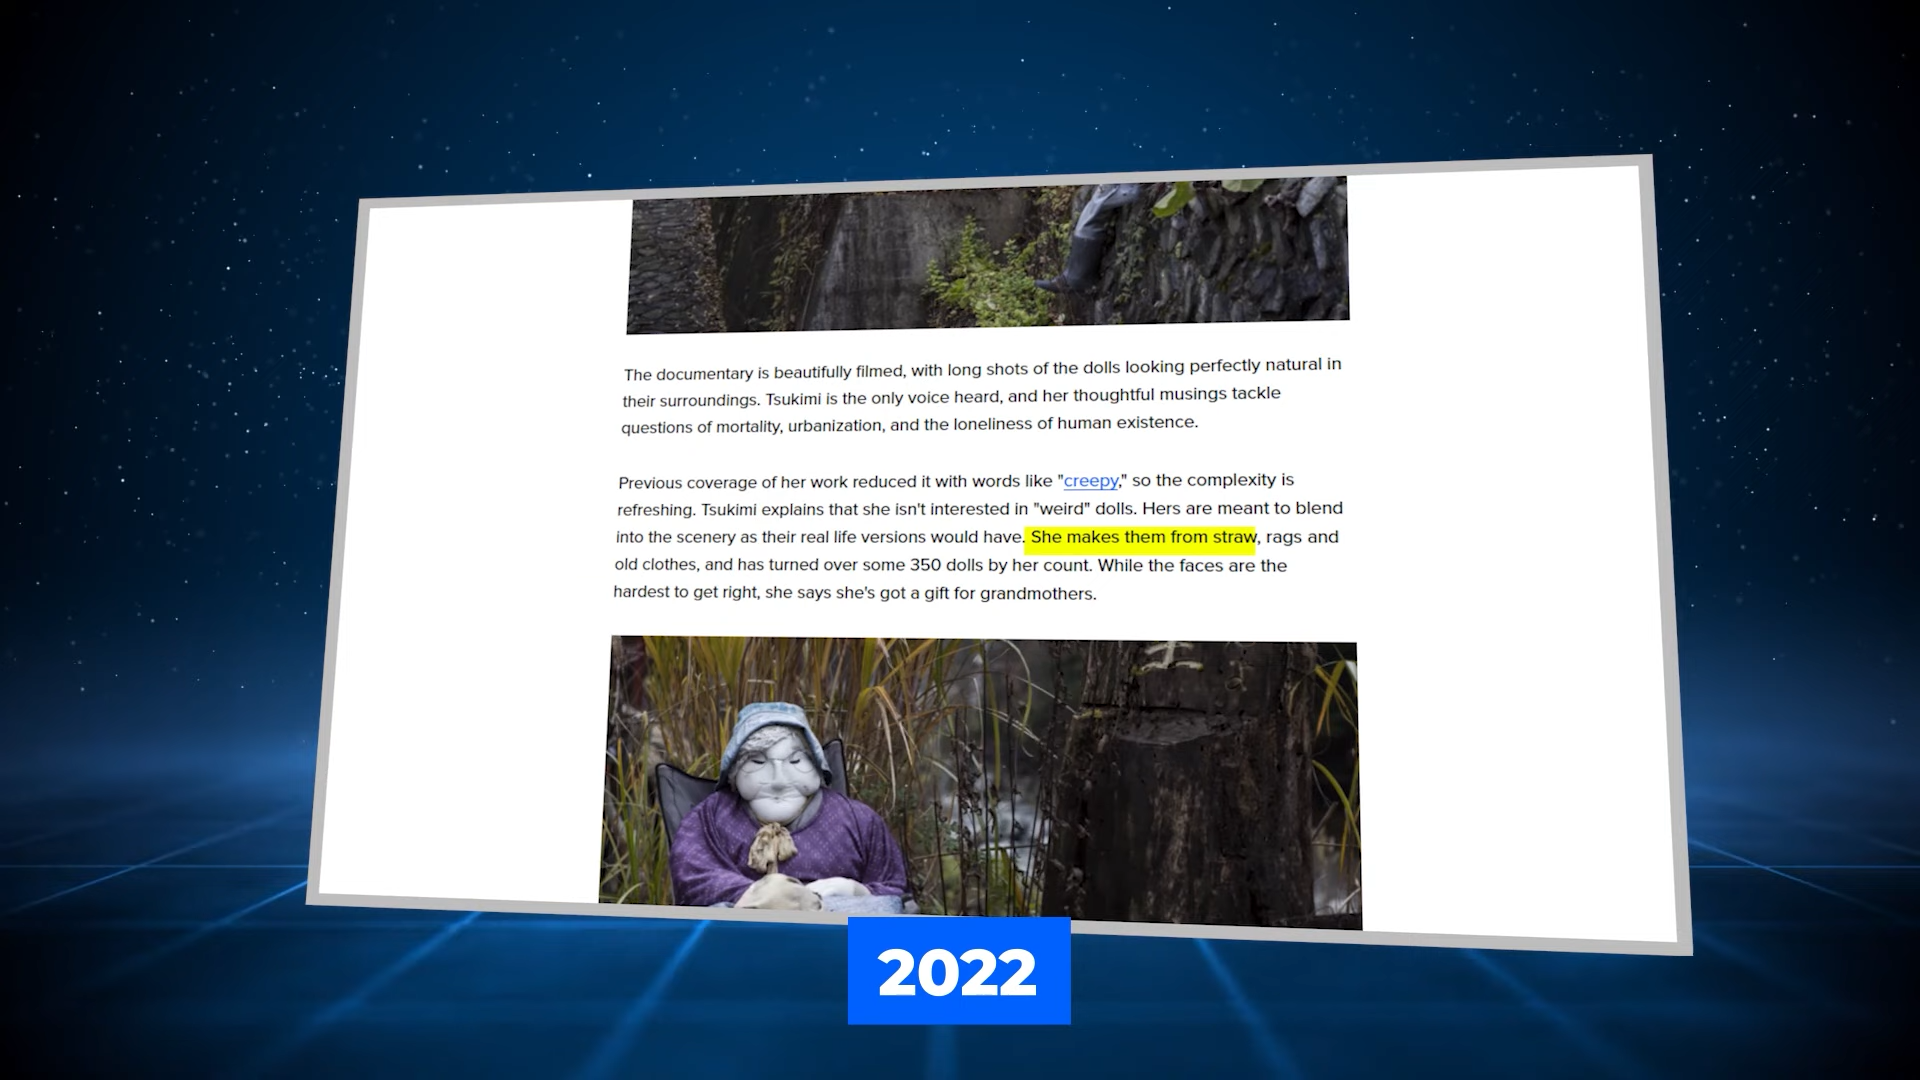 The documentary is beautifully filmed, with long shots of the dolls looking perfectly natural in
their surroundings. Tsukimi is the only voice heard, and her thoughtful musings tackle
questions of mortality, urbanization, and the loneliness of human existence.
Previous coverage of her work reduced it with words like "creepy," so the complexity is
refreshing. Tsukimi explains that she isn't interested in "weird" dolls. Hers are meant to blend
into the scenery as their real life versions would have. She makes them from straw, rags and
old clothes, and has turned over some 350 dolls by her count. While the faces are the
hardest to get right, she says she's got a gift for grandmothers.
2022